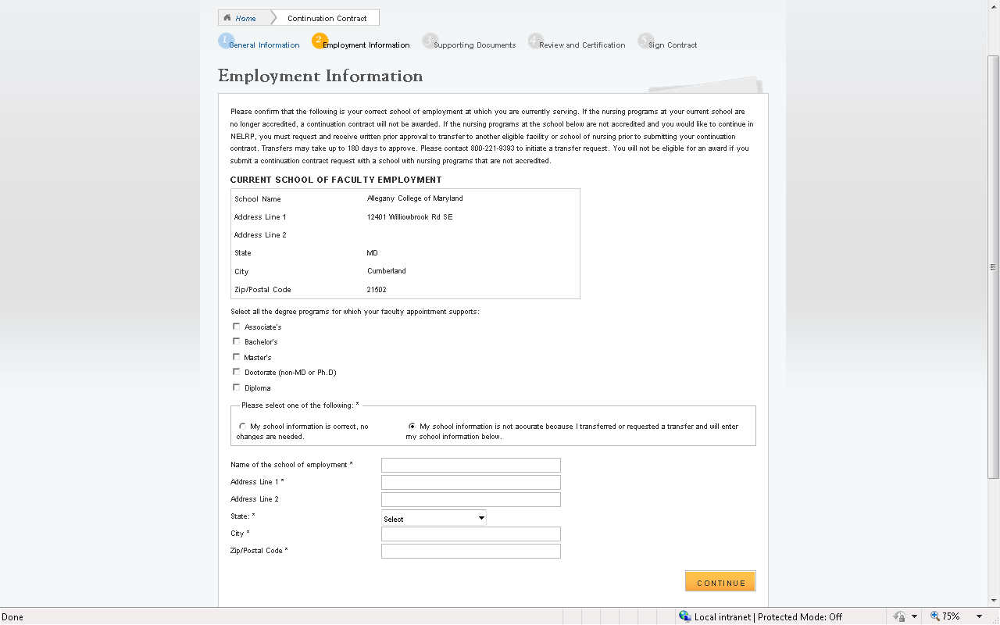 Home Continuation Contract
1 General Information 2 Employment Information 3 Supporting Documents 4 Review and Certification 5 Sign Contract
Employment Information
Please confirm that the following is your correct school of employment at which you are currently serving. If the nursing programs at your current school are
no longer accredited, a continuation contract will not be awarded. If the nursing programs at the school below are not accredited and you would like to continue in
NELRP, you must request and receive written prior approval to transfer to another eligible facility or school of nursing prior to submitting your continuation
contract. Transfers may take up to 180 days to approve. Please contact 800-221-9393 to initiate a transfer request. You will not be eligible for an award if you
submit a continuation contract request with a school with nursing programs that are not accredited.
CURRENT SCHOOL OF FACULTY EMPLOYMENT
School Name Allegany College of Maryland
Address Line 1 12401 Williowbrook Rd SE
Address Line 2
State MD
City Cumberland
Zip/Postal Code 21502
Select all the degree programs for which your faculty appointment supports:
Associate's
Bachelor's
Master's
Doctorate (non-MD or Ph.D)
Diploma
Please select one of the following: *
My school information is correct, no
changes are needed.
My school information is not accurate because I transferred or requested a transfer and will enter
my school information below.
Name of the school of employment *
Address Line 1 *
Address Line 2
State: * Select
City *
Zip/Postal Code *
CONTINUE
Done Local intranet | Protected Mode: Off 75%